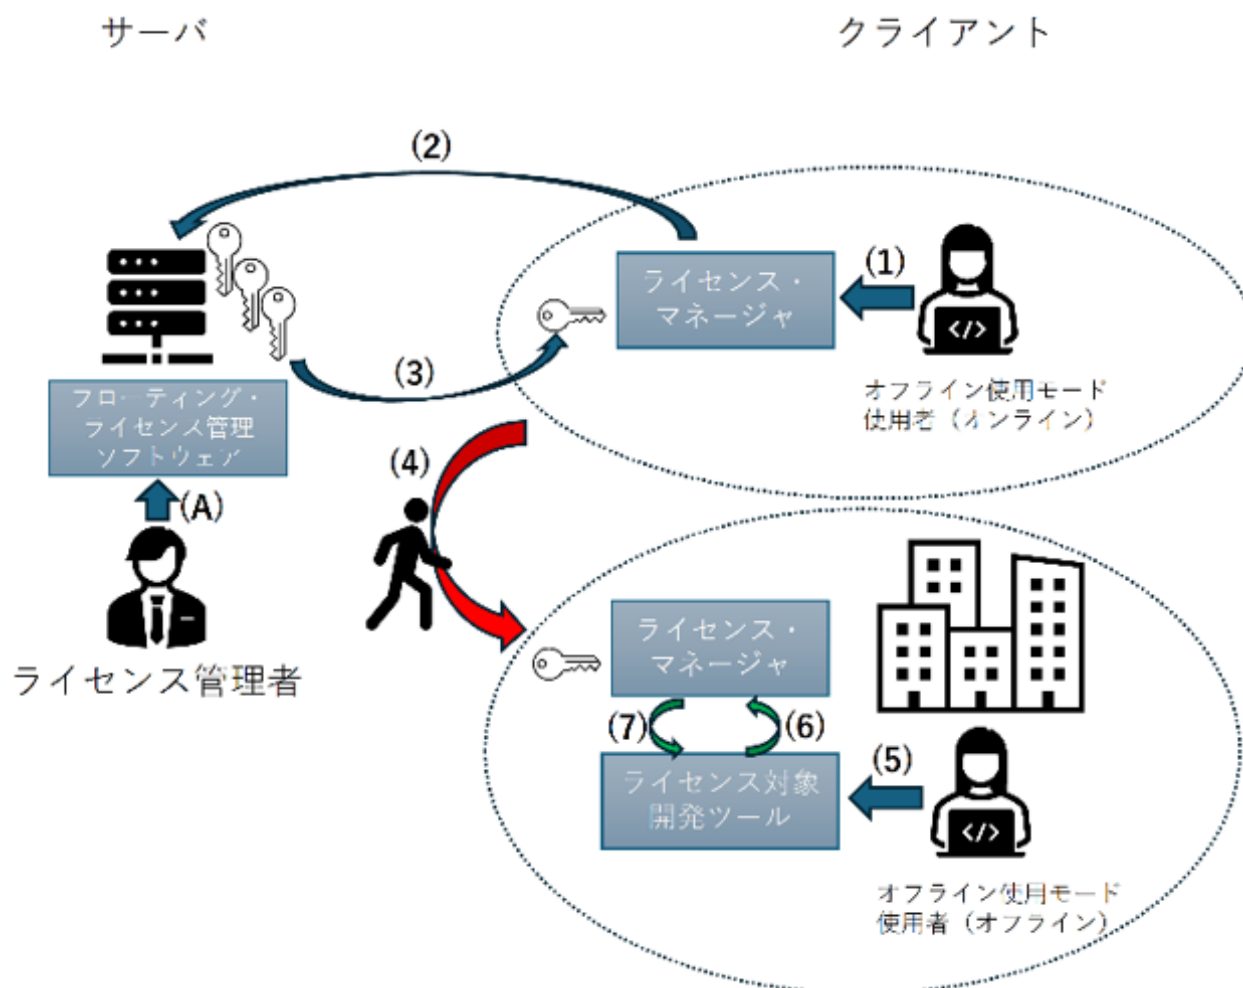 サーバ
クライアント
(2)
(1)
ライセンス・
マネージャ
(3)
オフライン使用モード
使用者（オンライン）
フローティング・
ライセンス管理
ソフトウェア
(4)
(A)
ライセンス管理者
ライセンス・
マネージャ
(7)
(6)
(5)
ライセンス対象
開発ツール
オフライン使用モード
使用者（オフライン）